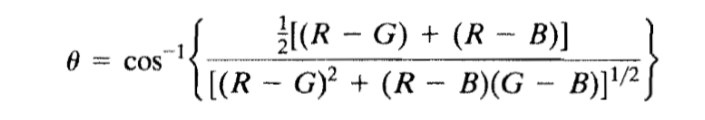 θ = cos⁻¹{ ½[(R − G) + (R − B)] / [(R − G)² + (R − B)(G − B)]^1/2 }